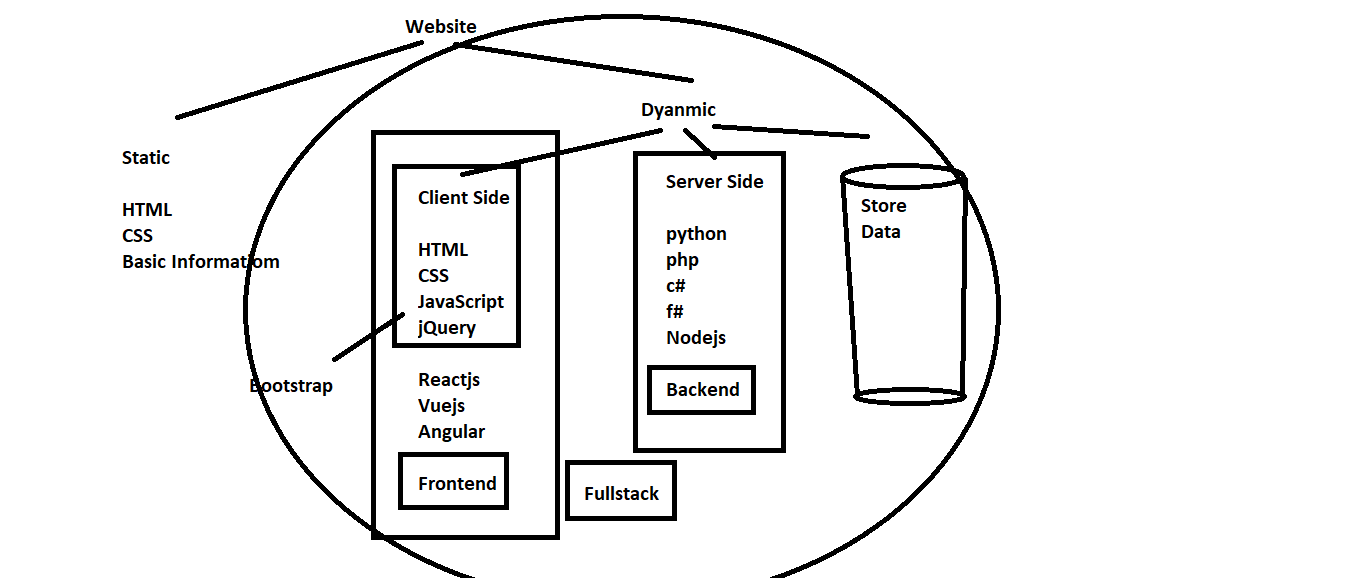 Website
Dyanmic
Static
HTML
CSS
Basic Informatiom
Client Side
HTML
CSS
JavaScript
jQuery
Bootstrap
Reactjs
Vuejs
Angular
Frontend
Server Side
python
php
c#
f#
Nodejs
Backend
Fullstack
Store
Data